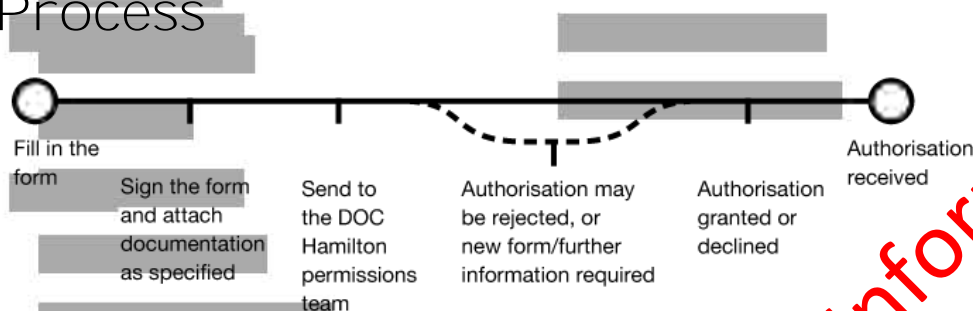 Process
Fill in the
form
Sign the form
and attach
documentation
as specified
Send to
the DOC
Hamilton
permissions
team
Authorisation may
be rejected, or
new form/further
information required
Authorisation
granted or
declined
Authorisation
received